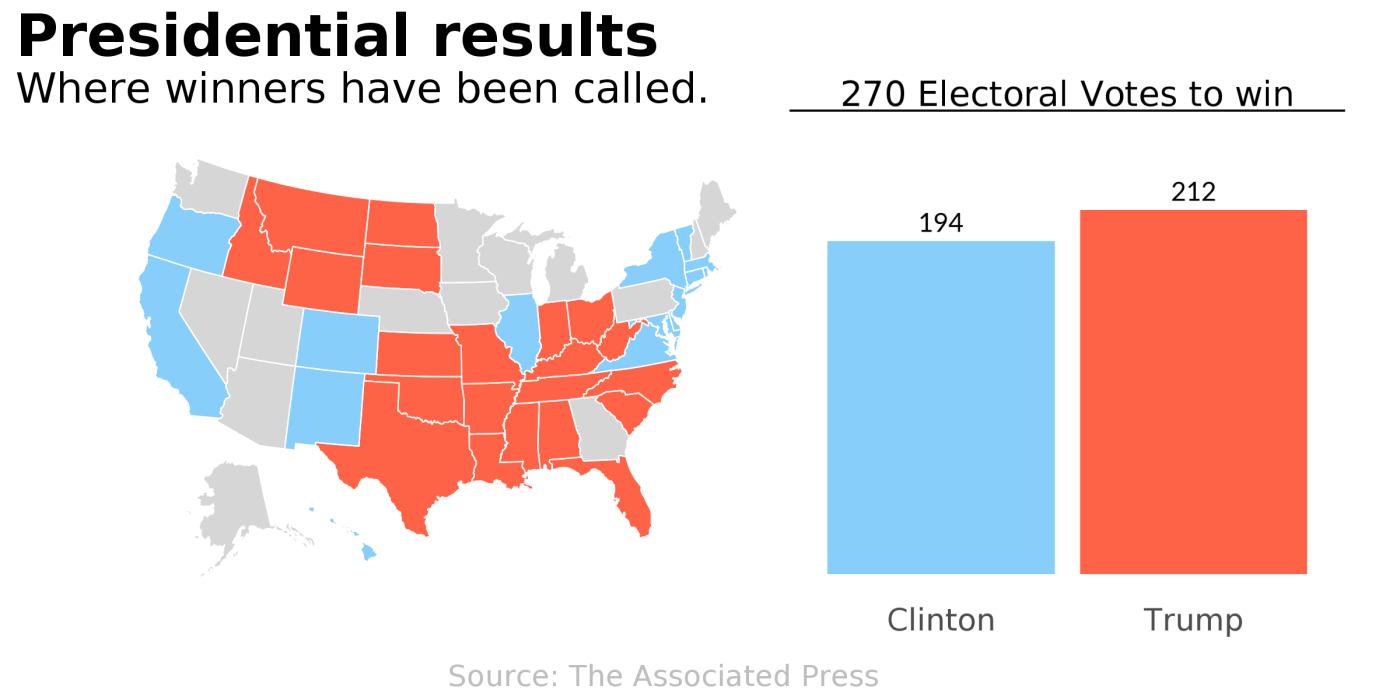 Presidential results
Where winners have been called.
270 Electoral Votes to win
194
212
Clinton
Trump
Source: The Associated Press